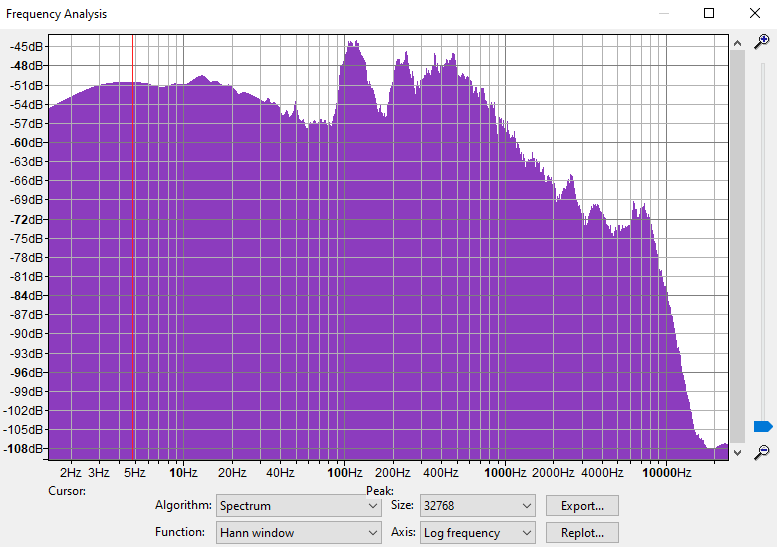 Frequency Analysis
-45dB
-48dB
-51dB
-54dB
-57dB
-60dB
-63dB
-66dB
-69dB
-72dB
-75dB
-78dB
-81dB
-84dB
-87dB
-90dB
-93dB
-96dB
-99dB
-102dB
-105dB
-108dB
2Hz 3Hz 5Hz 10Hz 20Hz 40Hz 100Hz 200Hz 400Hz 1000Hz 2000Hz 4000Hz 10000Hz
Cursor: Peak:
Algorithm: Spectrum Size: 32768 Export...
Function: Hann window Axis: Log frequency Replot...